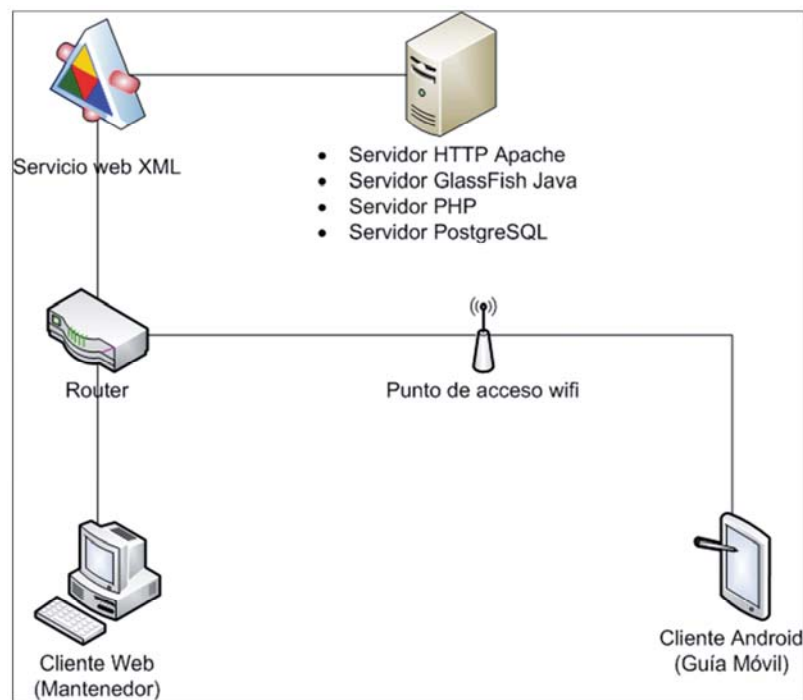 Servicio web XML
• Servidor HTTP Apache
• Servidor GlassFish Java
• Servidor PHP
• Servidor PostgreSQL
Router
Punto de acceso wifi
Cliente Web
(Mantenedor)
Cliente Android
(Guía Móvil)